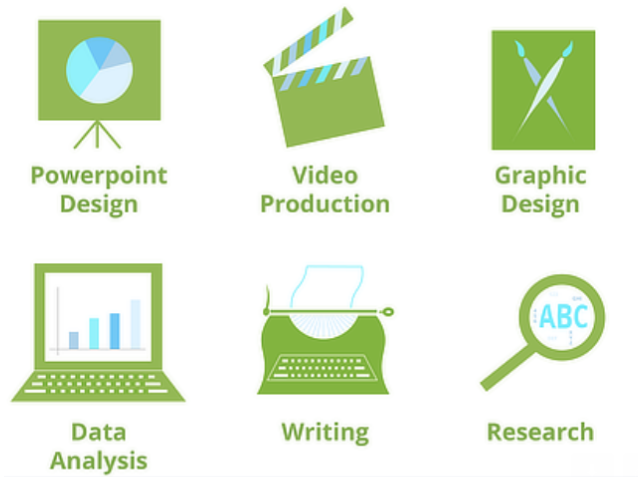 Powerpoint
Design
Video
Production
Graphic
Design
Data
Analysis
Writing
ABC
Research